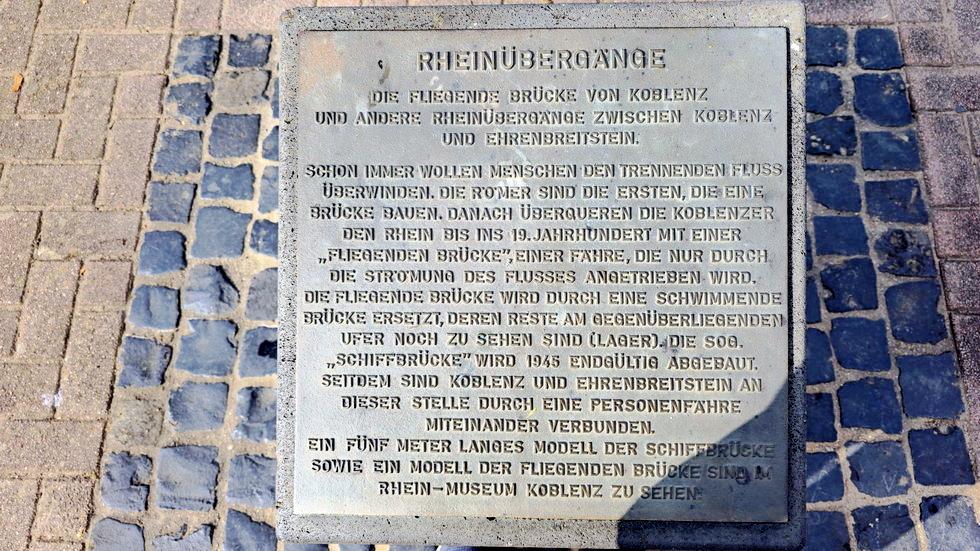 RHEINÜBERGÄNGE
DIE FLIEGENDE BRÜCKE VON KOBLENZ
UND ANDERE RHEINÜBERGÄNGE ZWISCHEN KOBLENZ
UND EHRENBREITSTEIN.
SCHON IMMER WOLLEN MENSCHEN DEN TRENNENDEN FLUSS
ÜBERWINDEN. DIE RÖMER SIND DIE ERSTEN, DIE EINE
BRÜCKE BAUEN. DANACH ÜBERQUEREN DIE KOBLENZER
DEN RHEIN BIS INS 19. JAHRHUNDERT MIT EINER
„FLIEGENDEN BRÜCKE”, EINER FÄHRE, DIE NUR DURCH
DIE STRÖMUNG DES FLUSSES ANGETRIEBEN WIRD.
DIE FLIEGENDE BRÜCKE WIRD DURCH EINE SCHWIMMENDE
BRÜCKE ERSETZT, DEREN RESTE AM GEGENÜBERLIEGENDEN
UFER NOCH ZU SEHEN SIND (LAGER). DIE SOG.
„SCHIFFBRÜCKE” WIRD 1945 ENDGÜLTIG ABGEBAUT.
SEITDEM SIND KOBLENZ UND EHRENBREITSTEIN AN
DIESER STELLE DURCH EINE PERSONENFÄHRE
MITEINANDER VERBUNDEN.
EIN FÜNF METER LANGES MODELL DER SCHIFFBRÜCKE
SOWIE EIN MODELL DER FLIEGENDEN BRÜCKE SIND IM
RHEIN-MUSEUM KOBLENZ ZU SEHEN.